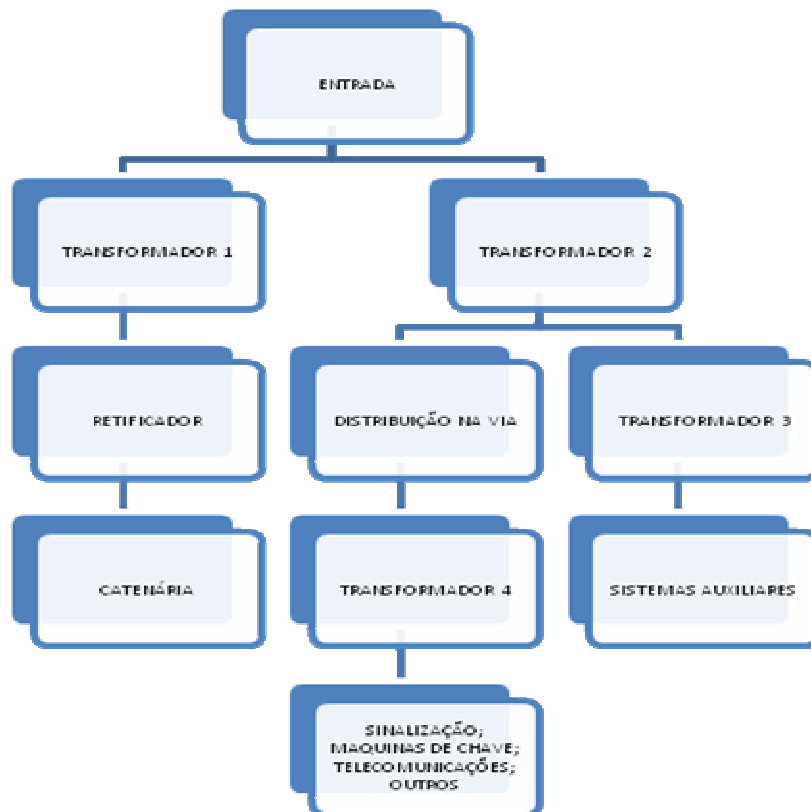 ENTRADA
TRANSFORMADOR 1
TRANSFORMADOR 2
RETIFICADOR
DISTRIBUIÇÃO NA VIA
TRANSFORMADOR 3
CATENÁRIA
TRANSFORMADOR 4
SISTEMAS AUXILIARES
SINALIZAÇÃO;
MAQUINAS DE CHAVE;
TELECOMUNICAÇÕES;
OUTROS